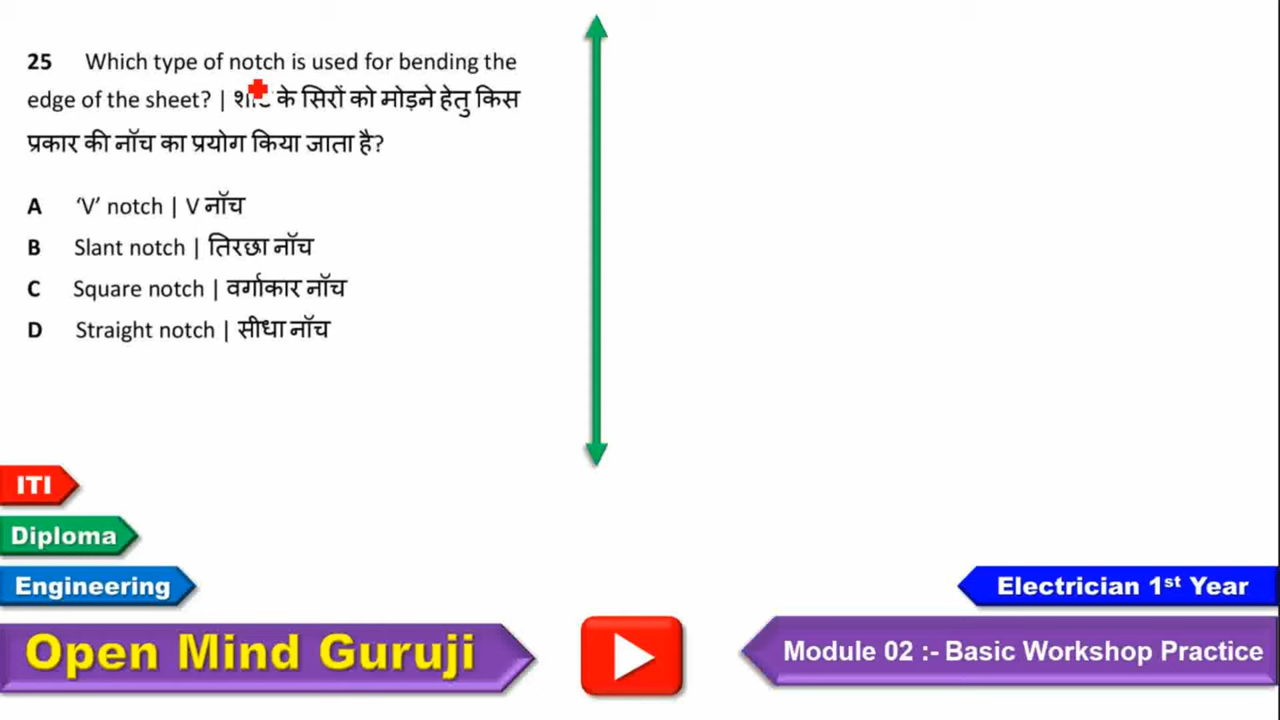 25 Which type of notch is used for bending the
edge of the sheet? | के सिरों को मोड़ने हेतु किस
प्रकार की नॉच का प्रयोग किया जाता है?
A ‘V’ notch | V नॉच
B Slant notch | तिरछा नॉच
C Square notch | वर्गाकार नॉच
D Straight notch | सीधा नॉच
ITI
Diploma
Engineering
Electrician 1st Year
Open Mind Guruji
Module 02 :- Basic Workshop Practice